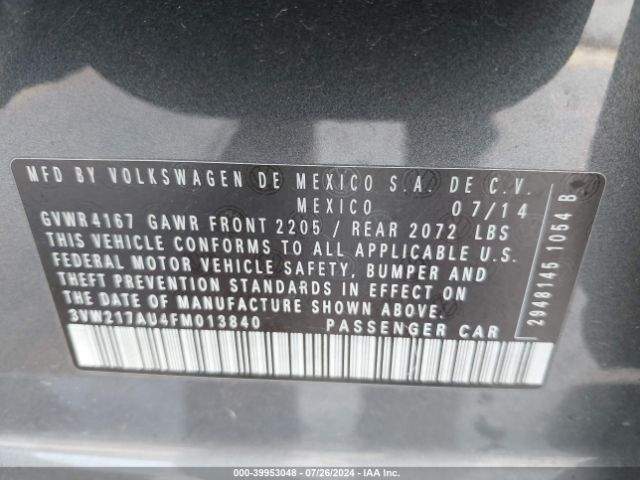 MFD BY VOLKSWAGEN DE MEXICO S.A. DE C.V.
MEXICO 07/14
GVWR4167 GAWR FRONT 2205 / REAR 2072 LBS
THIS VEHICLE CONFORMS TO ALL APPLICABLE U.S.
FEDERAL MOTOR VEHICLE SAFETY, BUMPER AND
THEFT PREVENTION STANDARDS IN EFFECT ON
THE DATE OF MANUFACTURE SHOWN ABOVE.
3VW217AU4FM013840 PASSENGER CAR
2948145 1054 B
000-39953048 - 07/26/2024 - IAA Inc.